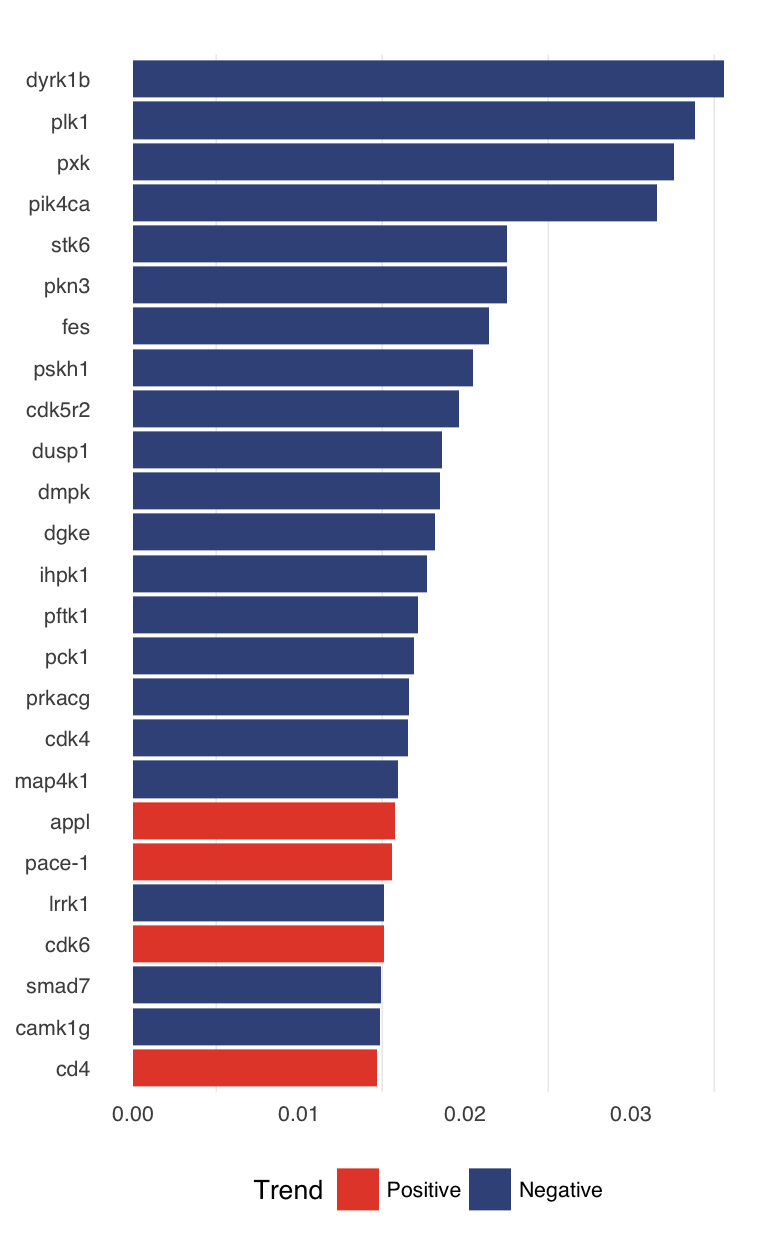 dyrk1b
plk1
pxk
pik4ca
stk6
pkn3
fes
pskh1
cdk5r2
dusp1
dmpk
dgke
ihpk1
pftk1
pck1
prkacg
cdk4
map4k1
appl
pace-1
lrrk1
cdk6
smad7
camk1g
cd4
0.00 0.01 0.02 0.03
Trend Positive Negative